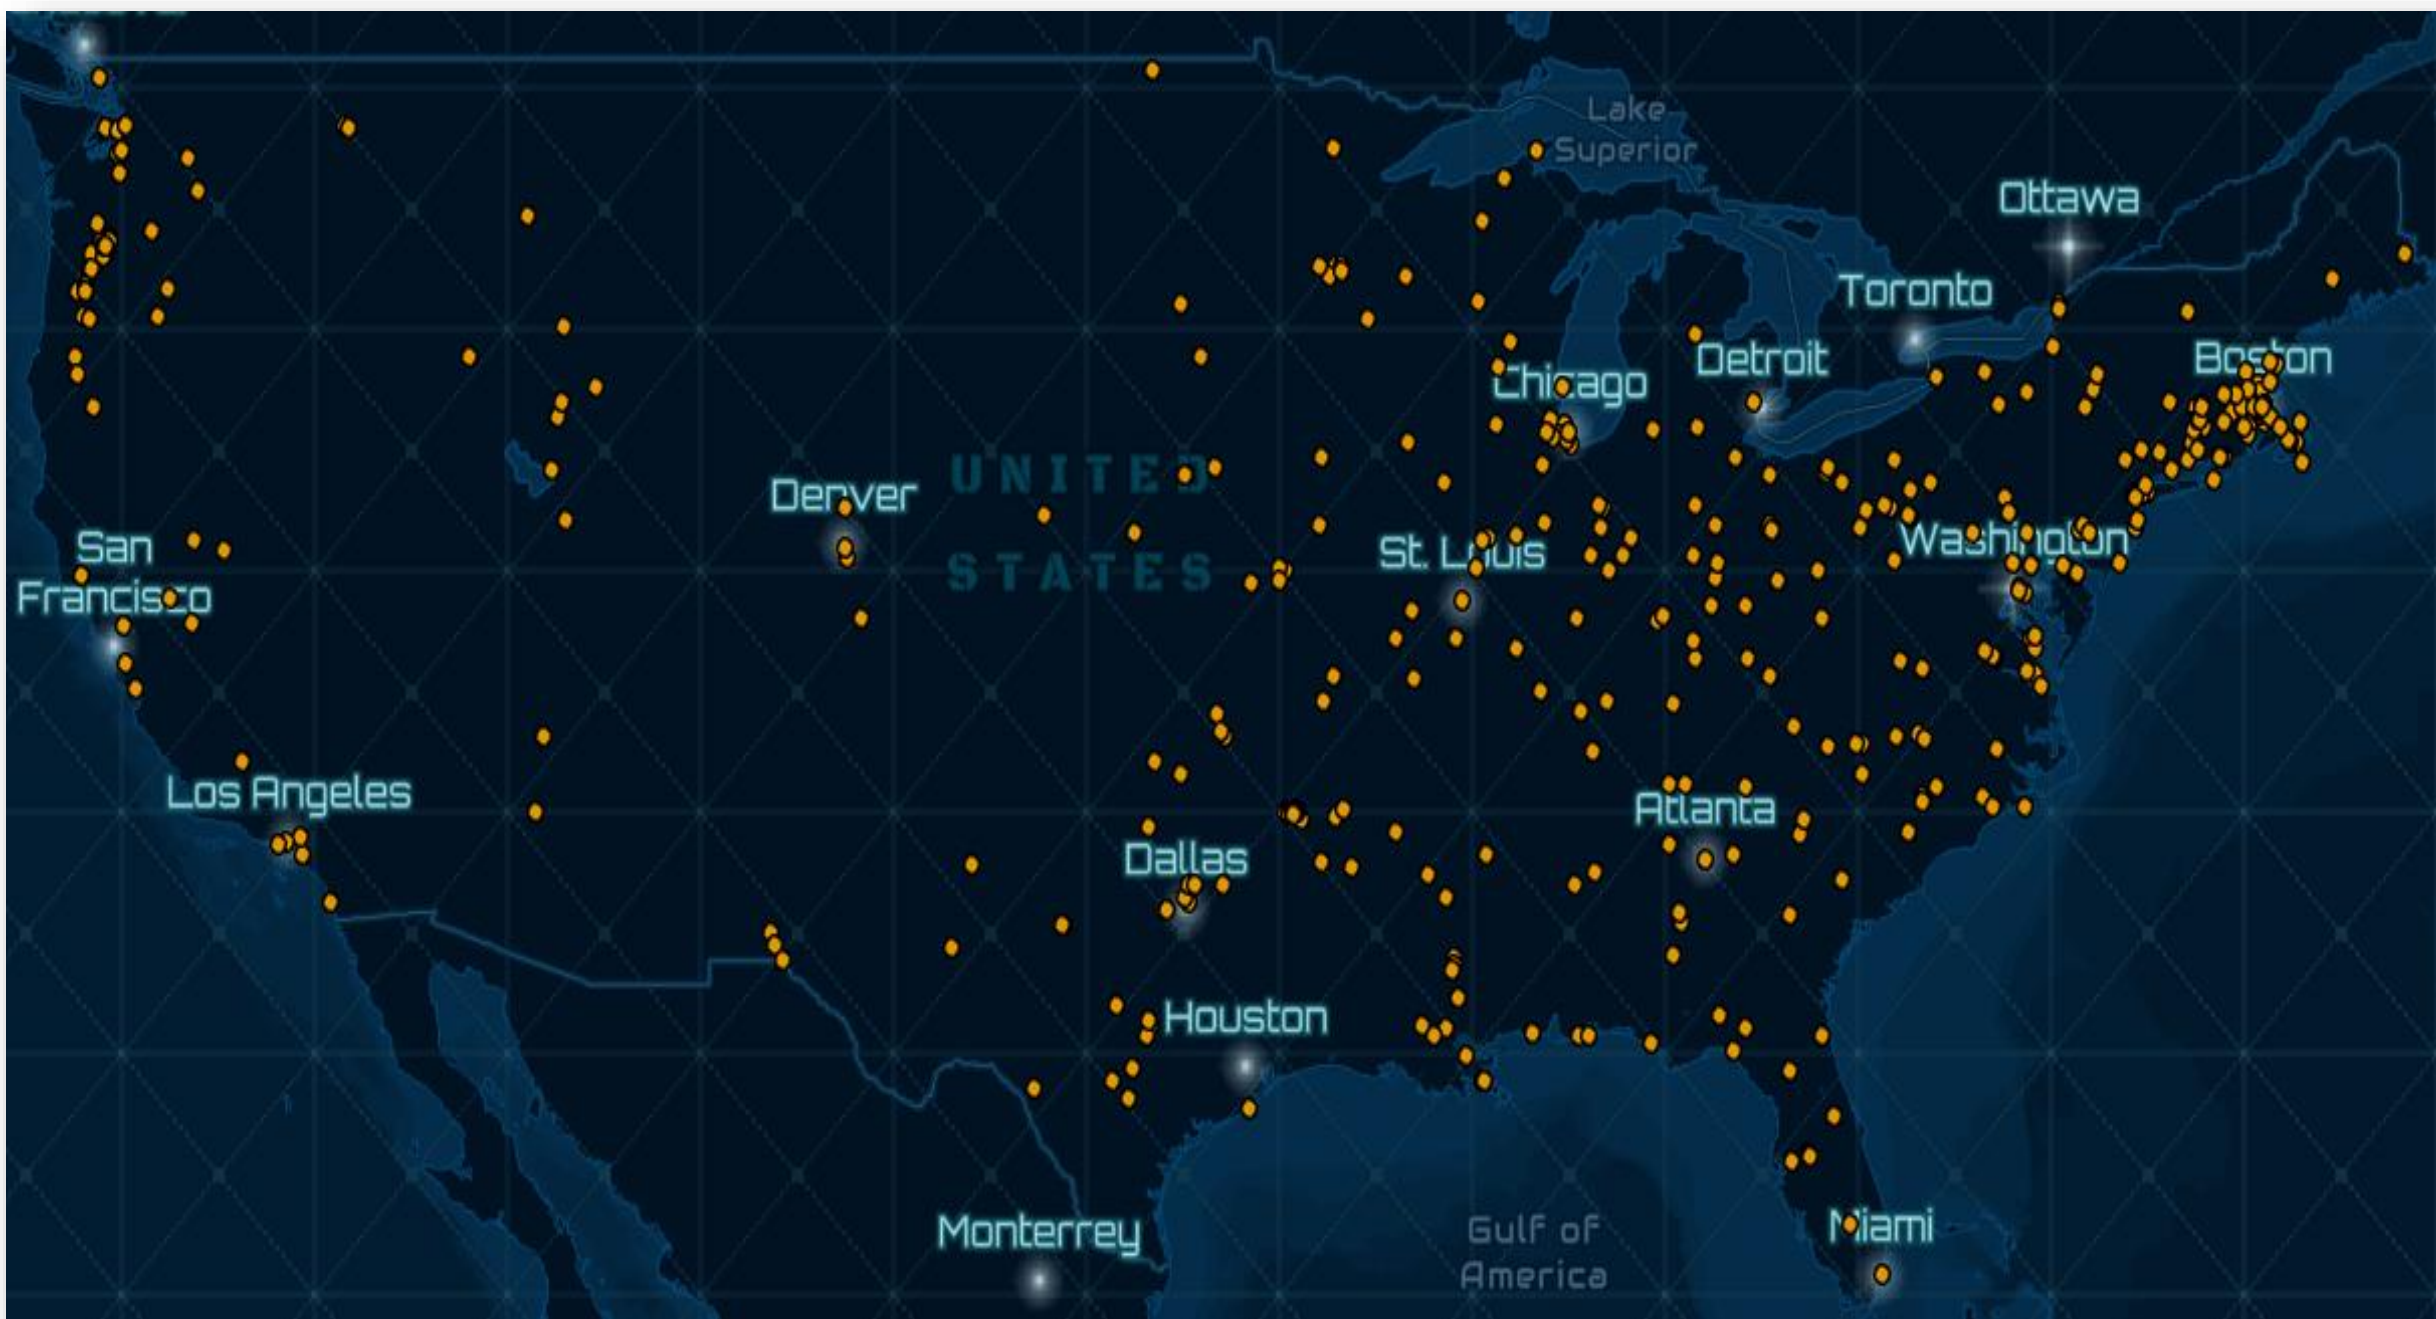 Lake
Superior
Ottawa
Toronto
Detroit
Boston
Chicago
UNITED
STATES
Denver
San
Francisco
St. Louis
Washington
Los Angeles
Atlanta
Dallas
Houston
Monterrey
Gulf of
America
Miami